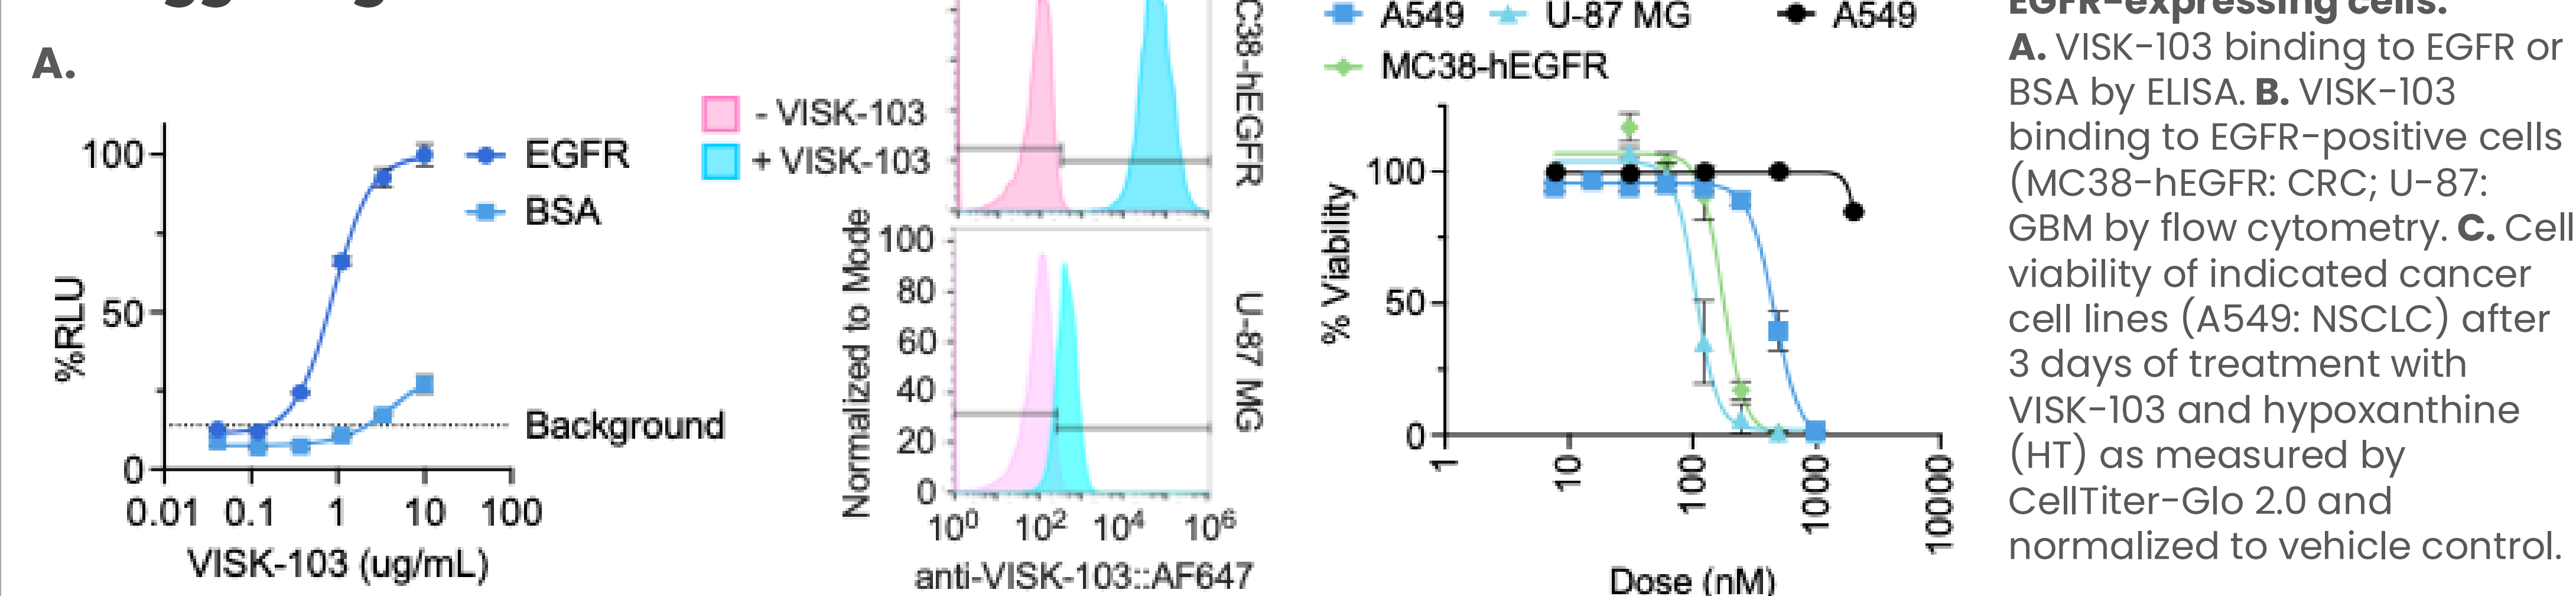 A.
100
50
0
%RLU
0.01 0.1 1 10 100
VISK-103 (ug/mL)
EGFR
BSA
Background
- VISK-103
+ VISK-103
C38-hEGFR
U-87 MG
Normalized to Mode
100
80
60
40
20
0
10⁰ 10² 10⁴ 10⁶
anti-VISK-103::AF647
A549 U-87 MG A549
MC38-hEGFR
% Viability
100
50
0
1 10 100 1000 10000
Dose (nM)
EGFR-expressing cells.
A. VISK-103 binding to EGFR or
BSA by ELISA. B. VISK-103
binding to EGFR-positive cells
(MC38-hEGFR: CRC; U-87:
GBM by flow cytometry. C. Cell
viability of indicated cancer
cell lines (A549: NSCLC) after
3 days of treatment with
VISK-103 and hypoxanthine
(HT) as measured by
CellTiter-Glo 2.0 and
normalized to vehicle control.